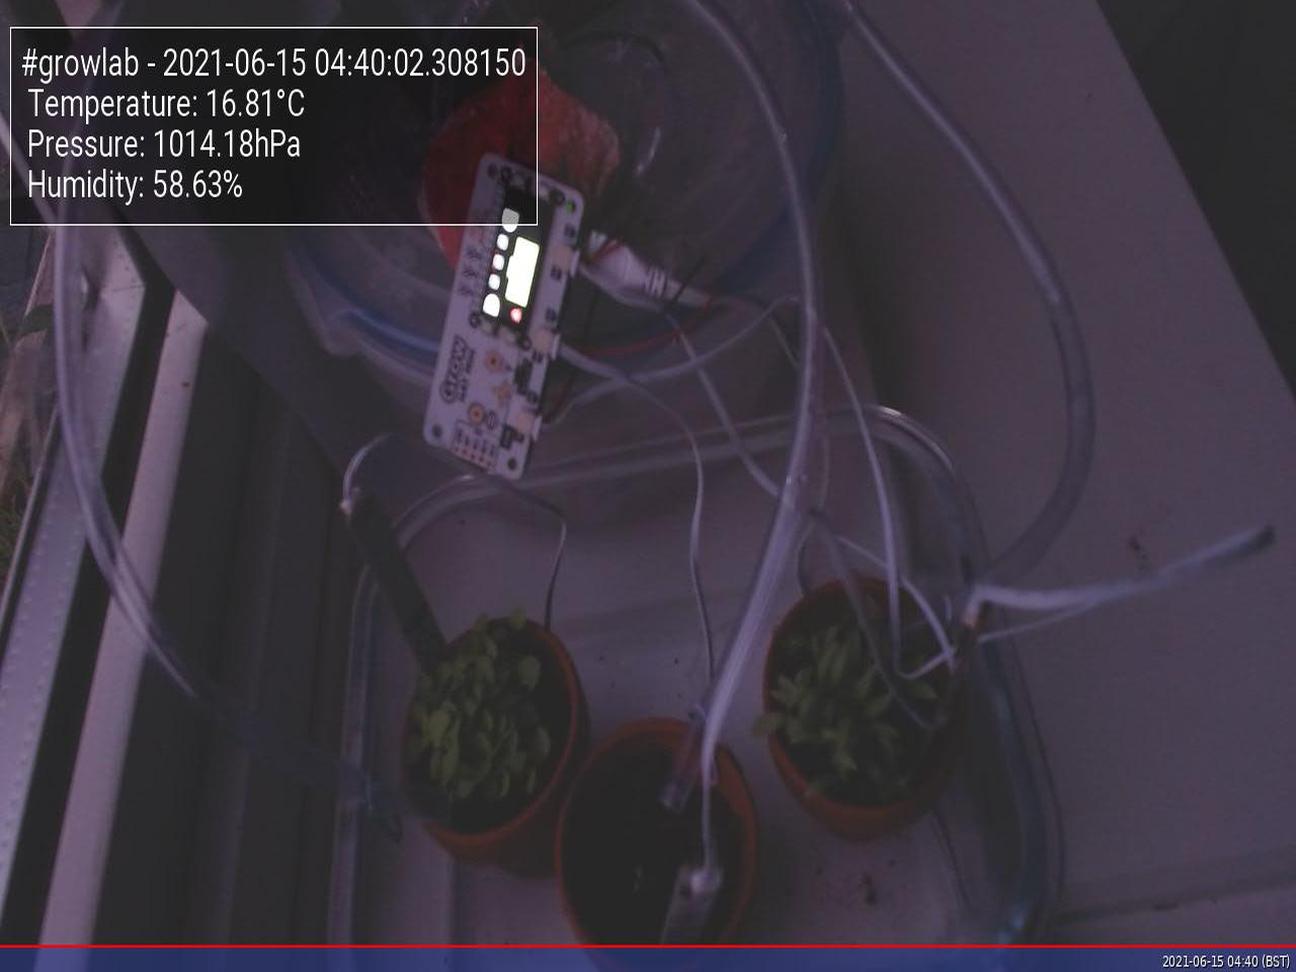 #growlab - 2021-06-15 04:40:02.308150
Temperature: 16.81°C
Pressure: 1014.18hPa
Humidity: 58.63%
GROW
2021-06-15 04:40 (BST)